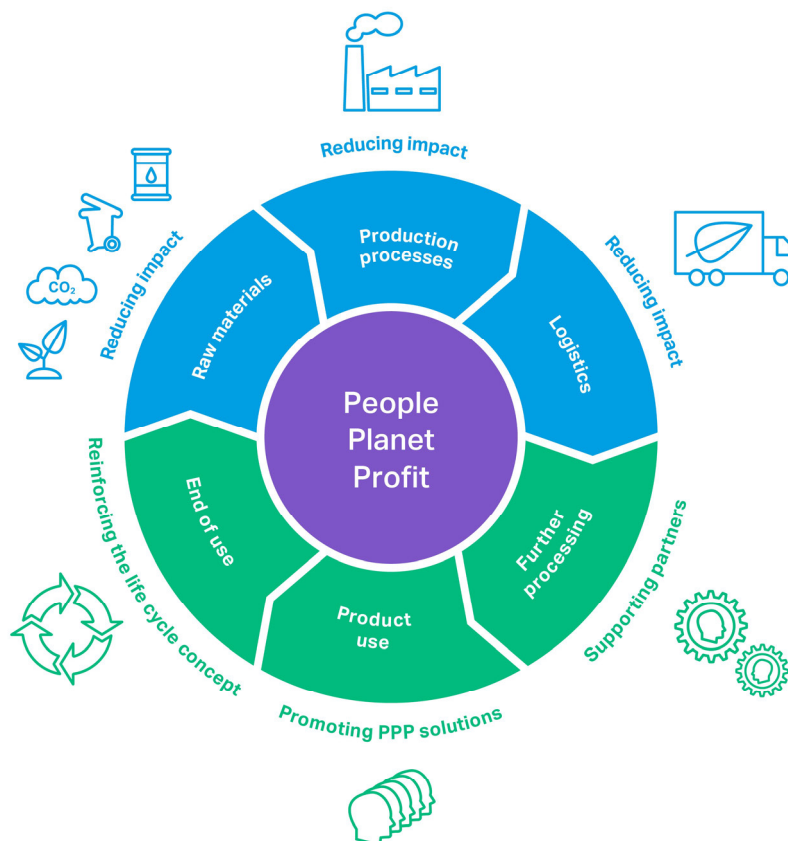 Reducing impact
Production
processes
Reducing impact
Logistics
Supporting partners
Further
processing
Promoting PPP solutions
Product
use
Reinforcing the life cycle concept
End of use
Reducing impact
Raw materials
CO₂
People
Planet
Profit